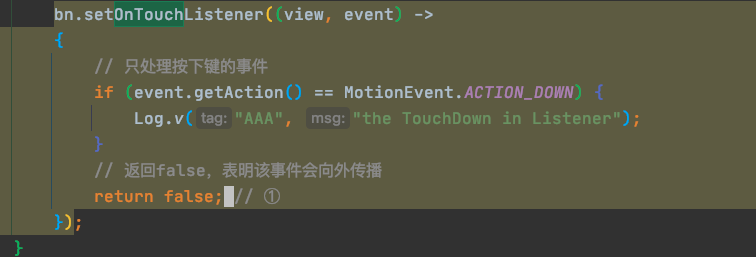 bn.setOnTouchListener((view, event) ->
{
// 只处理按下键的事件
if (event.getAction() == MotionEvent.ACTION_DOWN) {
Log.v( tag: "AAA", msg: "the TouchDown in Listener");
}
// 返回false，表明该事件会向外传播
return false; // ①
});
}